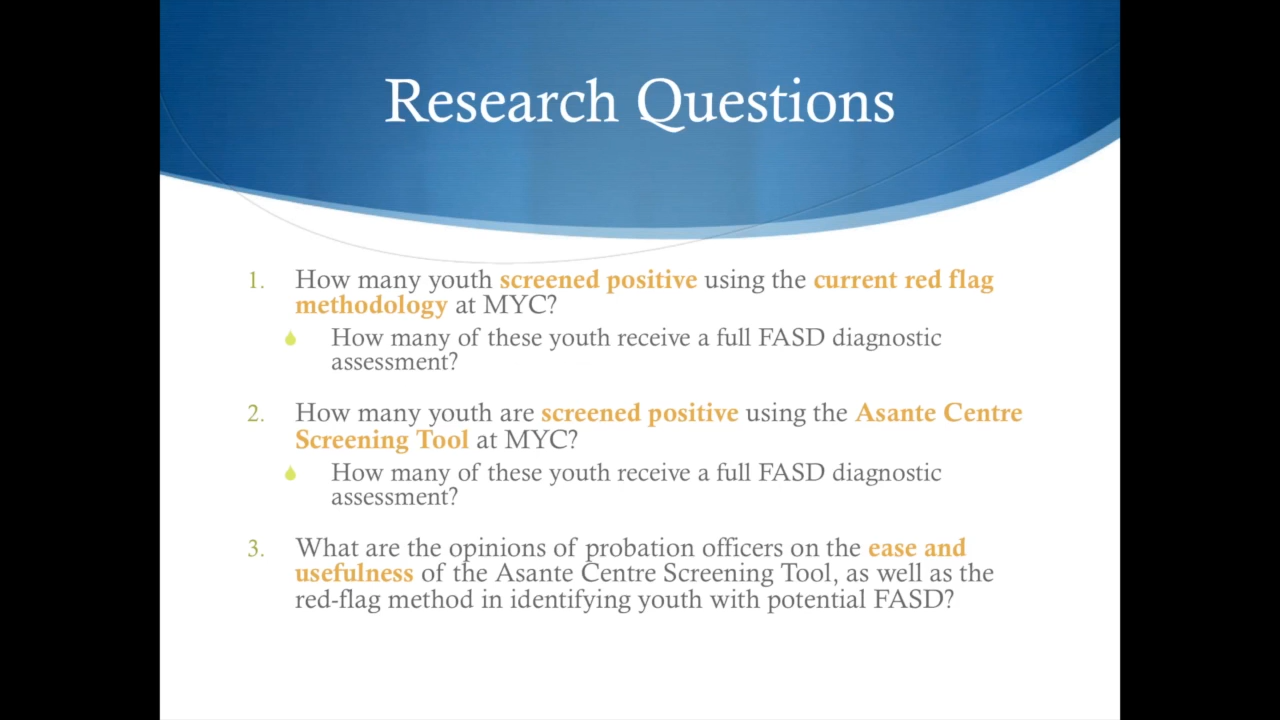 Research Questions
1. How many youth screened positive using the current red flag
methodology at MYC?
How many of these youth receive a full FASD diagnostic
assessment?
2. How many youth are screened positive using the Asante Centre
Screening Tool at MYC?
How many of these youth receive a full FASD diagnostic
assessment?
3. What are the opinions of probation officers on the ease and
usefulness of the Asante Centre Screening Tool, as well as the
red-flag method in identifying youth with potential FASD?